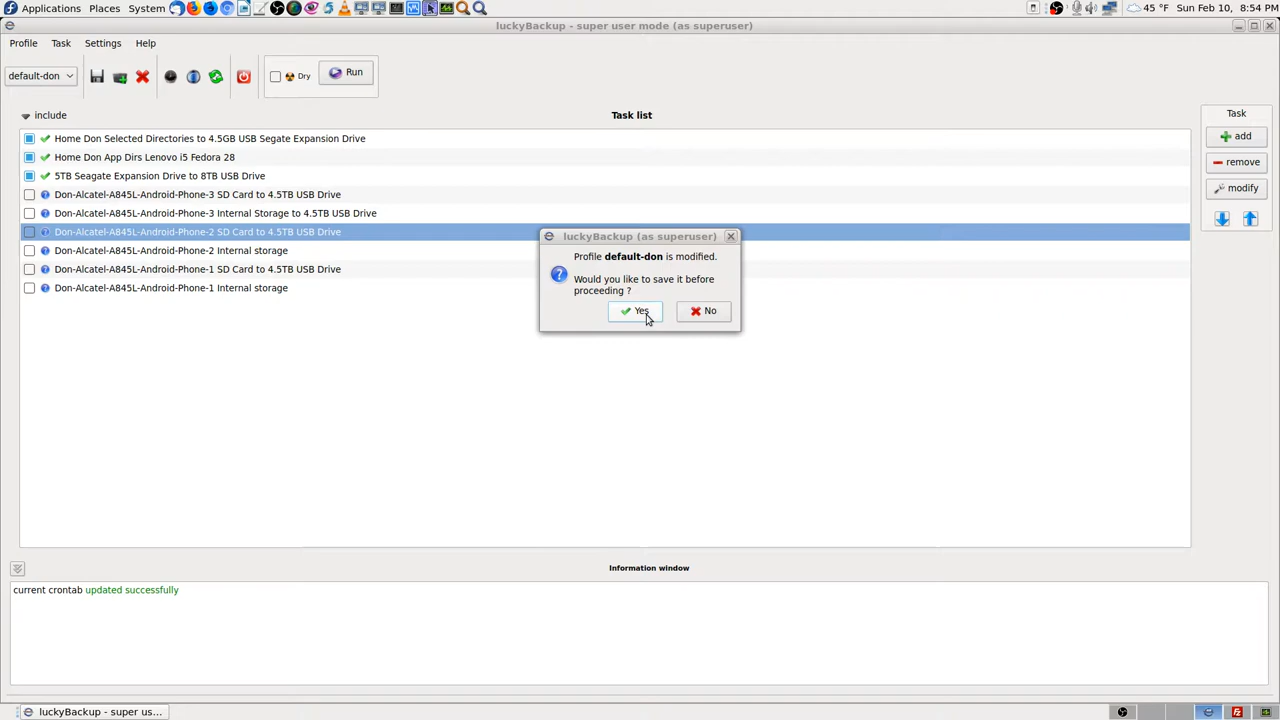 Applications Places System 45 °F Sun Feb 10, 8:54 PM
luckyBackup - super user mode (as superuser)
Profile Task Settings Help
default-don Dry Run
include Task list Task
Home Don Selected Directories to 4.5GB USB Segate Expansion Drive
add
Home Don App Dirs Lenovo i5 Fedora 28
remove
5TB Seagate Expansion Drive to 8TB USB Drive
modify
Don-Alcatel-A845L-Android-Phone-3 SD Card to 4.5TB USB Drive
Don-Alcatel-A845L-Android-Phone-3 Internal Storage to 4.5TB USB Drive
Don-Alcatel-A845L-Android-Phone-2 SD Card to 4.5TB USB Drive
Don-Alcatel-A845L-Android-Phone-2 Internal storage
Don-Alcatel-A845L-Android-Phone-1 SD Card to 4.5TB USB Drive
Don-Alcatel-A845L-Android-Phone-1 Internal storage
luckyBackup (as superuser)
Profile default-don is modified.
Would you like to save it before
proceeding ?
Yes No
Information window
current crontab updated successfully
luckyBackup - super us...